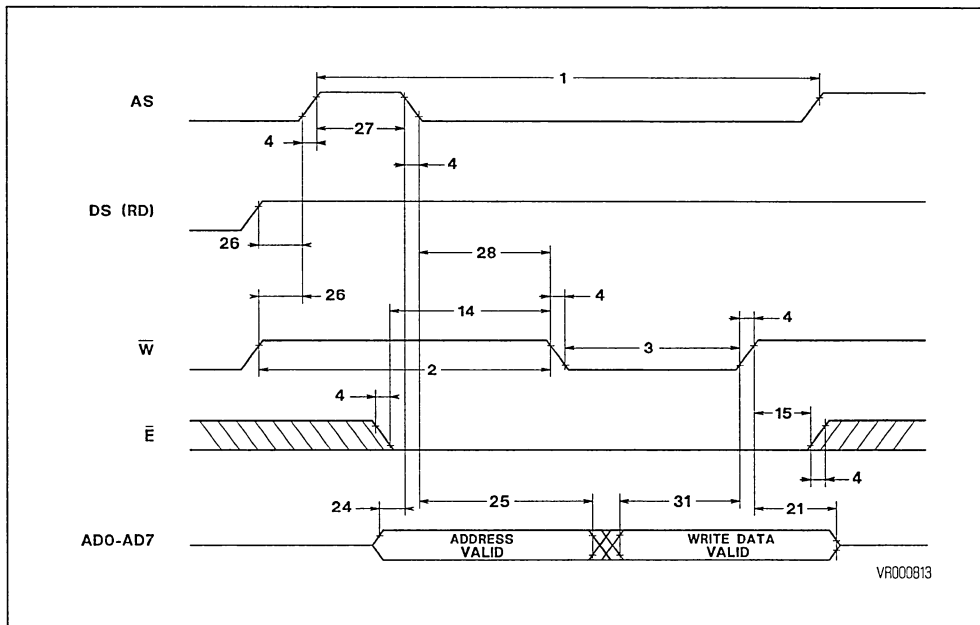 1
AS
27
4
4
DS (RD)
26
28
26
4
14
4
W̅
3
2
4
E̅
15
4
24
25
31
21
AD0-AD7
ADDRESS VALID
WRITE DATA VALID
VR000813